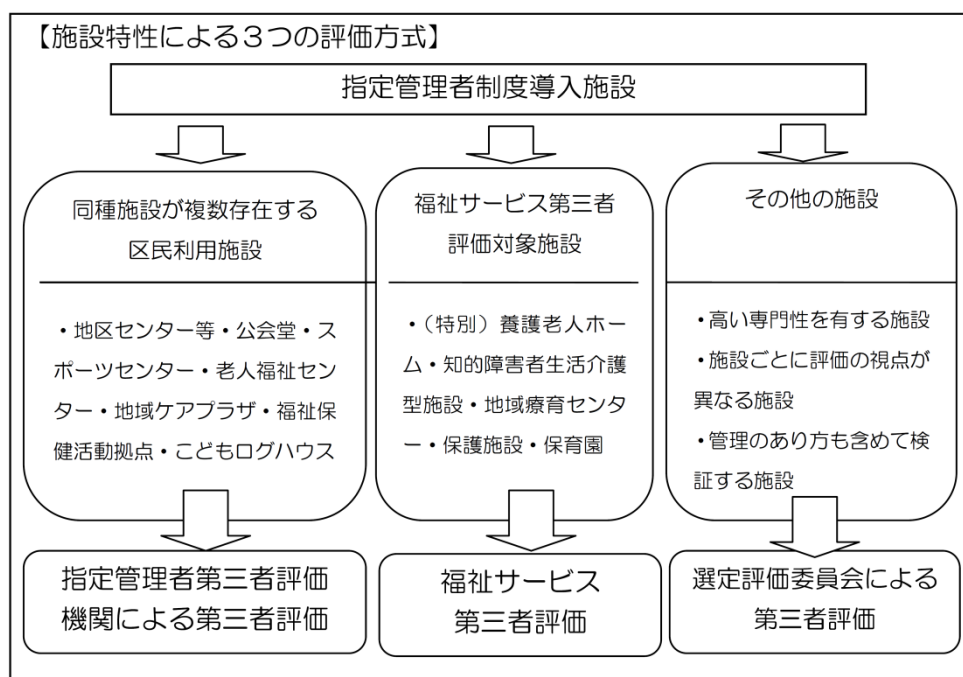 【施設特性による３つの評価方式】
指定管理者制度導入施設
同種施設が複数存在する
区民利用施設
・地区センター等・公会堂・ス
ポーツセンター・老人福祉セン
ター・地域ケアプラザ・福祉保
健活動拠点・こどもログハウス
指定管理者第三者評価
機関による第三者評価
福祉サービス第三者
評価対象施設
・（特別）養護老人ホー
ム・知的障害者生活介護
型施設・地域療育センタ
ー・保護施設・保育園
福祉サービス
第三者評価
その他の施設
・高い専門性を有する施設
・施設ごとに評価の視点が
異なる施設
・管理のあり方も含めて検
証する施設
選定評価委員会による
第三者評価